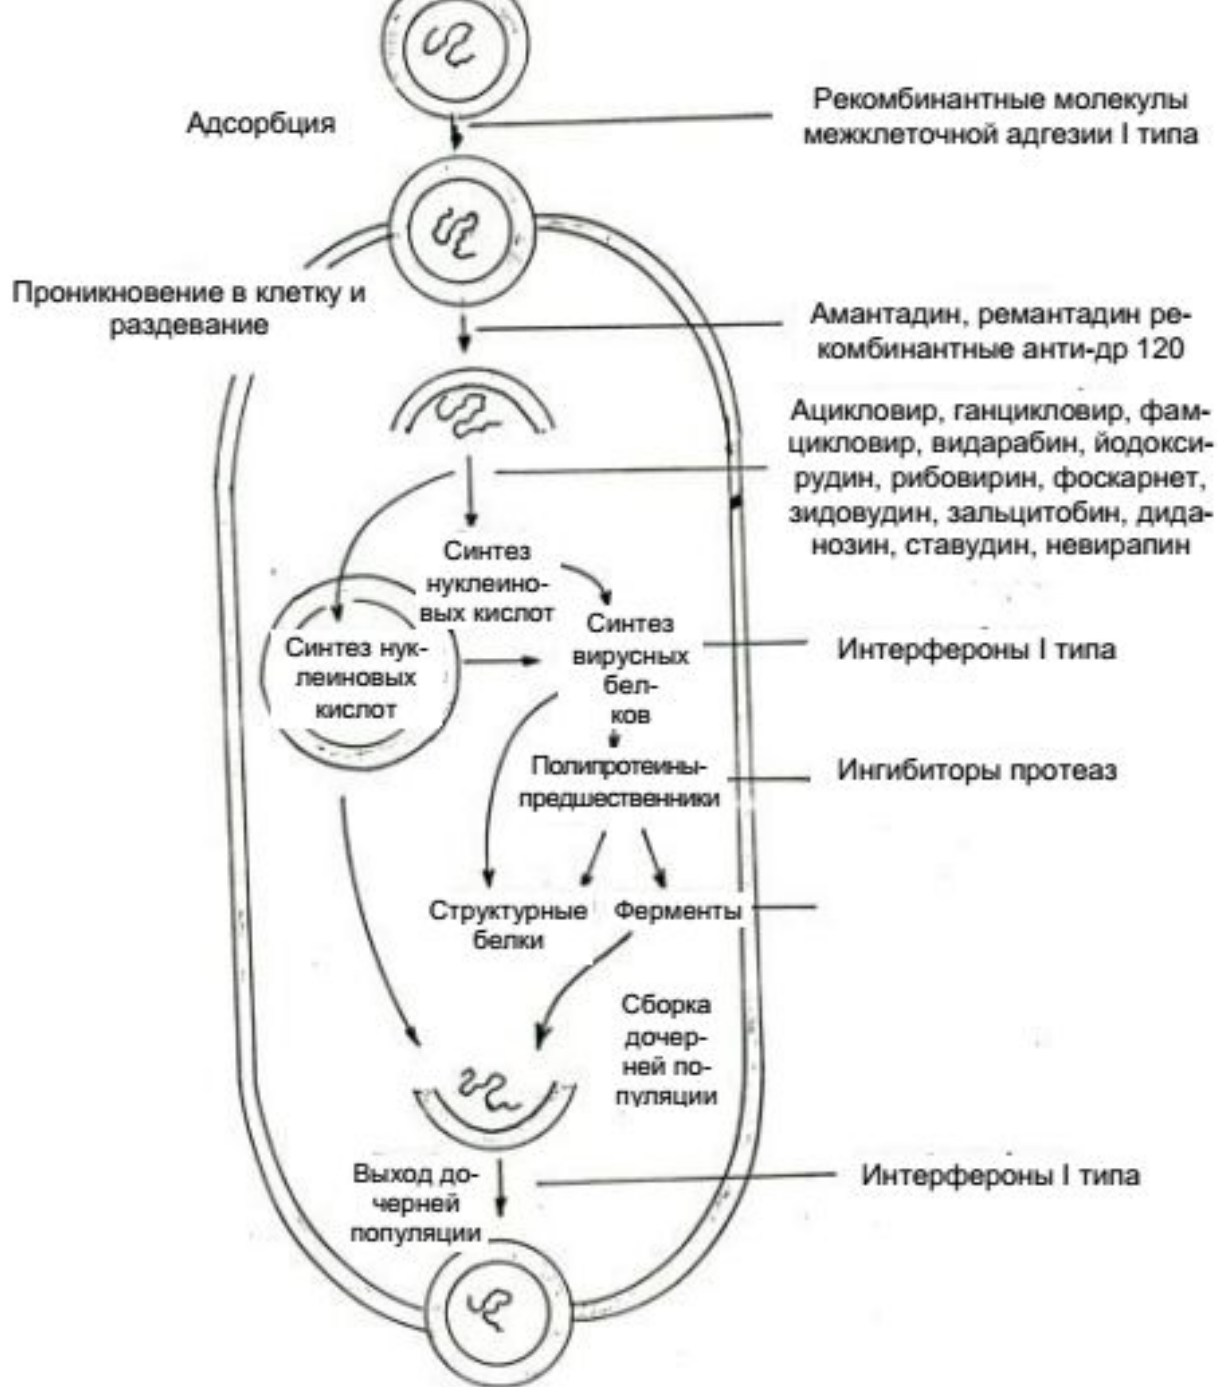 Адсорбция
Рекомбинантные молекулы
межклеточной адгезии I типа
Проникновение в клетку и
раздевание
Амантадин, ремантадин ре-
комбинантные анти-др 120
Ацикловир, ганцикловир, фам-
цикловир, видарабин, йодокси-
рудин, рибовирин, фоскарнет,
зидовудин, зальцитобин, дида-
нозин, ставудин, невирапин
Синтез
нуклеино-
вых кислот
Синтез нук-
леиновых
кислот
Синтез
вирусных
бел-
ков
Интерфероны I типа
Полипротеины-
предшественники
Ингибиторы протеаз
Структурные
белки
Ферменты
Сборка
дочер-
ней по-
пуляции
Выход до-
черней
популяции
Интерфероны I типа